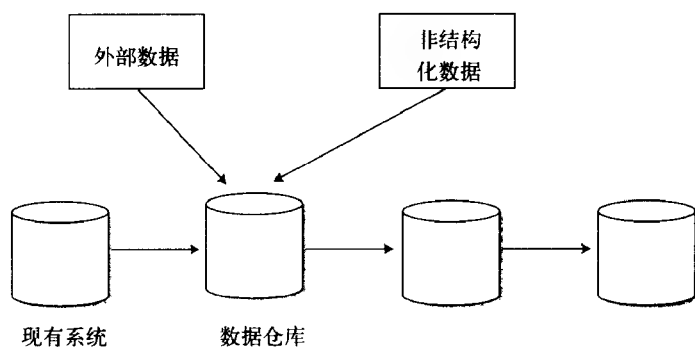 外部数据
非结构
化数据
现有系统
数据仓库